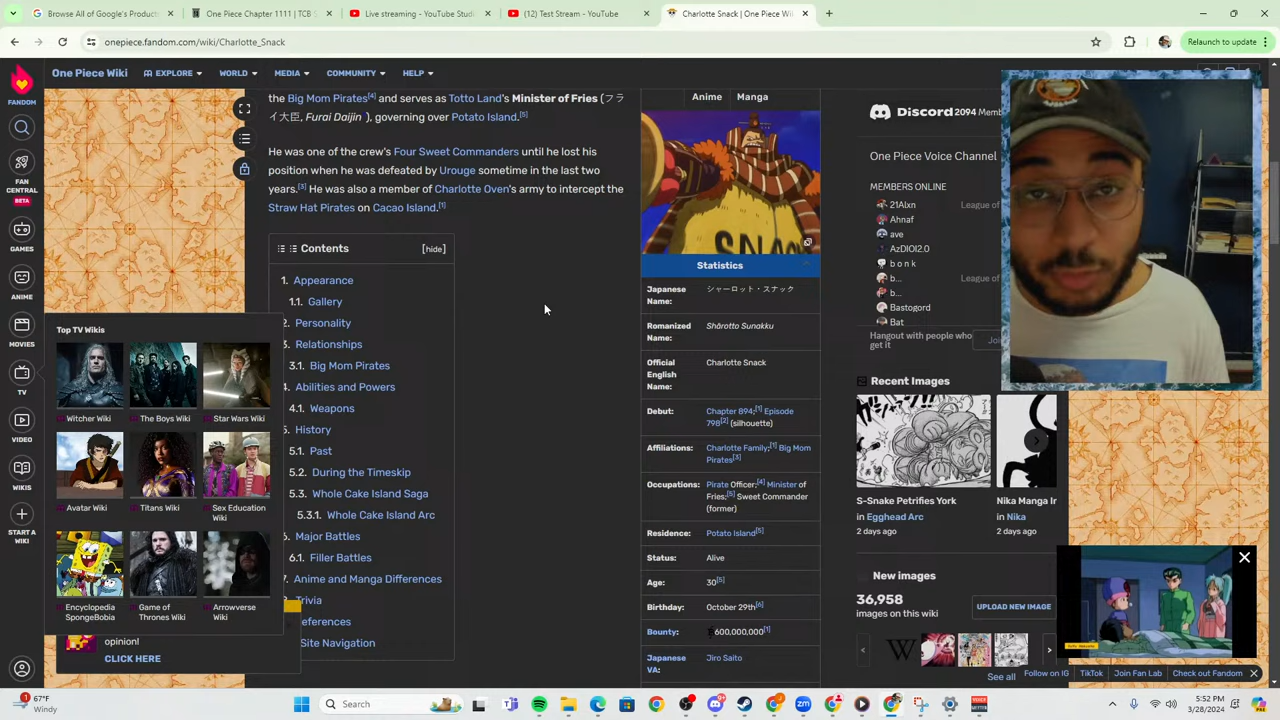 Browse all of Google's Product
One Piece Chapter 1111 | TCB S
Live streaming - YouTube Studi
(12) Test Stream - YouTube
Charlotte Snack | One Piece Wi
onepiece.fandom.com/wiki/Charlotte_Snack
Relaunch to update
FANDOM
One Piece Wiki
EXPLORE
WORLD
MEDIA
COMMUNITY
HELP
FAN CENTRAL
BETA
GAMES
ANIME
MOVIES
TV
VIDEO
WIKIS
START A WIKI
the Big Mom Pirates[4] and serves as Totto Land's Minister of Fries (フラ
イ大臣 Furai Daijin ), governing over Potato Island.[5]
He was one of the crew's Four Sweet Commanders until he lost his
position when he was defeated by Urouge sometime in the last two
years.[3] He was also a member of Charlotte Oven's army to intercept the
Straw Hat Pirates on Cacao Island.[1]
Contents
[hide]
1. Appearance
1.1. Gallery
2. Personality
Relationships
3.1. Big Mom Pirates
4. Abilities and Powers
4.1. Weapons
History
5.1. Past
5.2. During the Timeskip
5.3. Whole Cake Island Saga
5.3.1. Whole Cake Island Arc
Major Battles
6.1. Filler Battles
7. Anime and Manga Differences
Trivia
eferences
Site Navigation
Top TV Wikis
Witcher Wiki
The Boys Wiki
Star Wars Wiki
Avatar Wiki
Titans Wiki
Sex Education
Wiki
Encyclopedia
SpongeBobia
Game of
Thrones Wiki
Arrowverse
Wiki
opinion!
CLICK HERE
Anime
Manga
SNAC
Statistics
Japanese
Name:
シャーロット・スナック
Romanized
Name:
Shārotto Sunakku
Official
English
Name:
Charlotte Snack
Debut:
Chapter 894;[1] Episode
798[2] (silhouette)
Affiliations:
Charlotte Family;[1] Big Mom
Pirates[3]
Occupations:
Pirate Officer;[4] Minister of
Fries;[5] Sweet Commander
(former)
Residence:
Potato Island[5]
Status:
Alive
Age:
30[5]
Birthday:
October 29th[6]
Bounty:
600,000,000[1]
Japanese
VA:
Jiro Saito
Discord
2094 Memb
One Piece Voice Channel
MEMBERS ONLINE
21Alxn
League of
Ahnaf
ave
AzDIOI2.0
b o n k
b...
League of
b...
Bastogord
Bat
Hangout with people who
get it
Joi
Recent Images
S-Snake Petrifies York
in Egghead Arc
2 days ago
Nika Manga Ir
in Nika
2 days ago
New images
36,958
images on this wiki
UPLOAD NEW IMAGE
See all
Follow on IG
TikTok
Join Fan Lab
Check out Fandom
1
67°F
Windy
Search
5:52 PM
3/28/2024